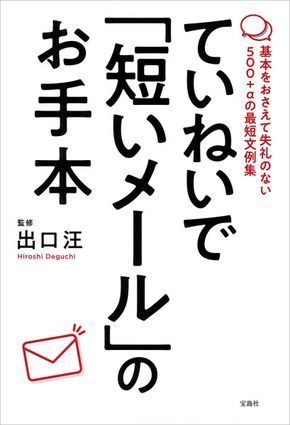 基本をおさえて失礼のない
500+αの最短文例集
ていねいで
「短いメール」の
お手本
監修
出口汪
Hiroshi Deguchi
宝島社